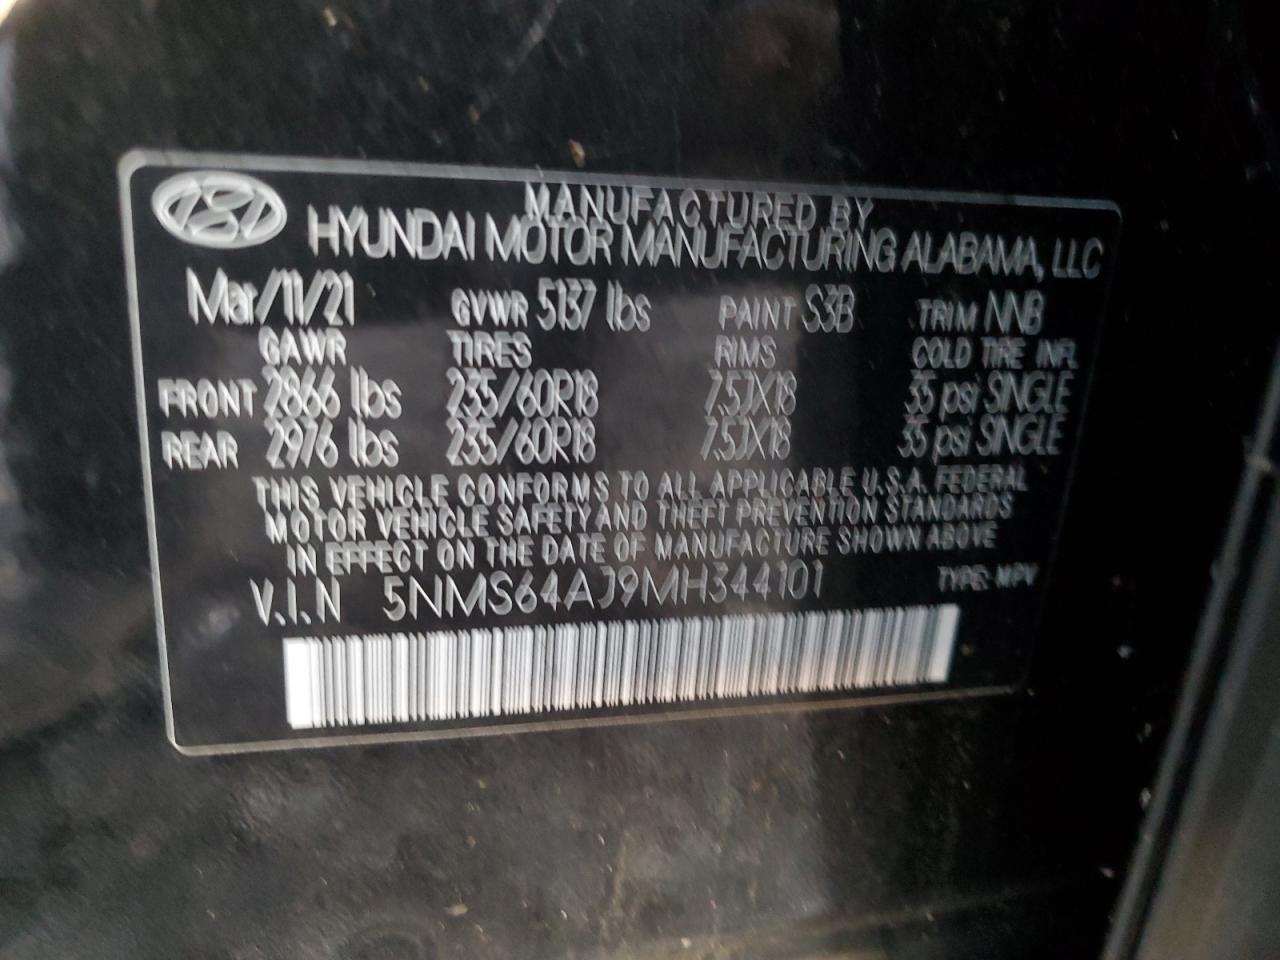 MANUFACTURED BY
HYUNDAI MOTOR MANUFACTURING ALABAMA, LLC
Mar/11/21 GVWR 5137 lbs PAINT S3B TRIM NNB
GAWR TIRES RIMS COLD TIRE INFL
FRONT 2866 lbs 235/60R18 7.5JX18 35 psi SINGLE
REAR 2976 lbs 235/60R18 7.5JX18 35 psi SINGLE
THIS VEHICLE CONFORMS TO ALL APPLICABLE U.S.A. FEDERAL
MOTOR VEHICLE SAFETY AND THEFT PREVENTION STANDARDS
IN EFFECT ON THE DATE OF MANUFACTURE SHOWN ABOVE
V.I.N 5NMS64AJ9MH344101 TYPE: MPV